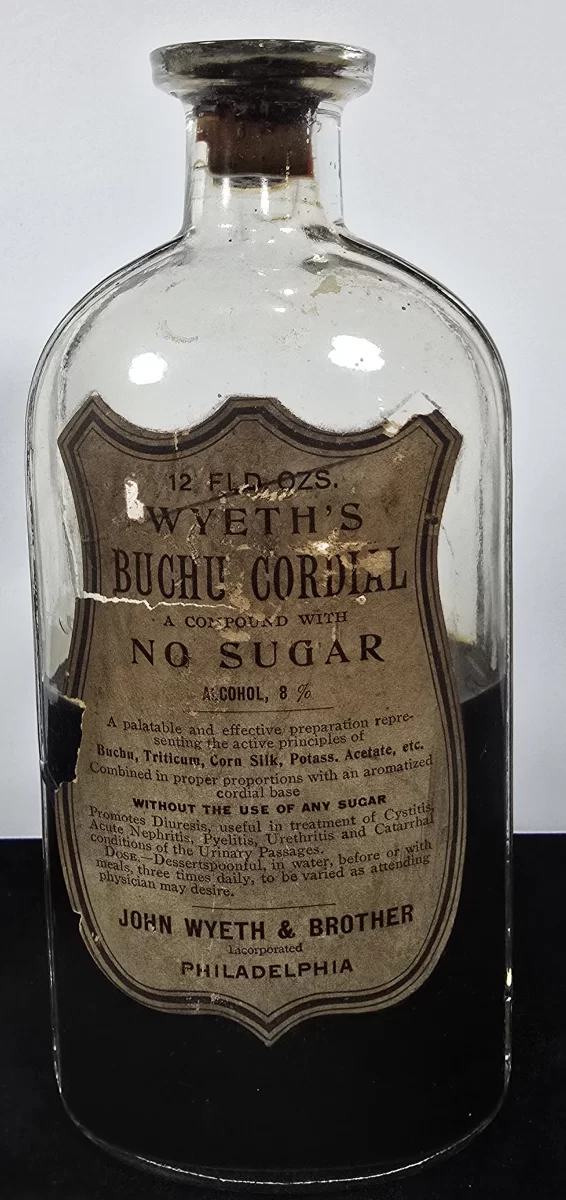 12 FLD. OZS.
WYETH'S
BUCHU CORDIAL
A COMPOUND WITH
NO SUGAR
ALCOHOL, 8 %
A palatable and effective preparation repre-
senting the active principles of
Buchu, Triticum, Corn Silk, Potass. Acetate, etc.
Combined in proper proportions with an aromatized
cordial base
WITHOUT THE USE OF ANY SUGAR
Promotes Diuresis, useful in treatment of Cystitis,
Acute Nephritis, Pyelitis, Urethritis and Catarrhal
conditions of the Urinary Passages.
DOSE.—Dessertspoonful, in water, before or with
meals, three times daily, to be varied as attending
physician may desire.
JOHN WYETH & BROTHER
Incorporated
PHILADELPHIA